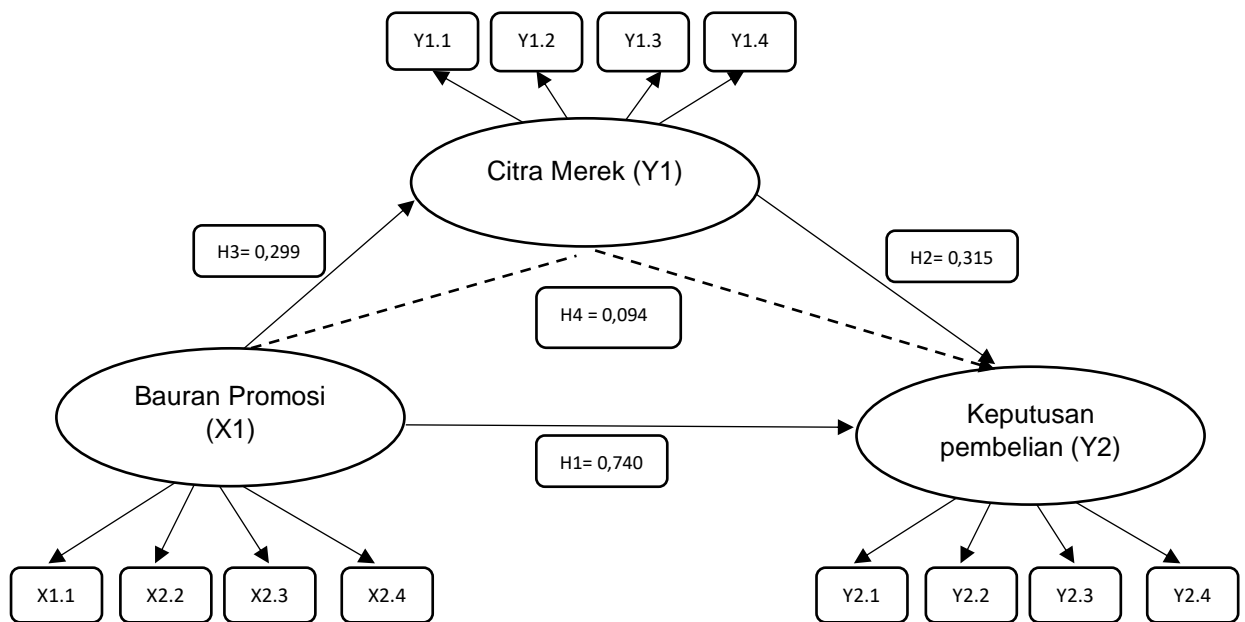 Y1.1
Y1.2
Y1.3
Y1.4
Citra Merek (Y1)
H3= 0,299
H2= 0,315
H4 = 0,094
Bauran Promosi
(X1)
Keputusan
pembelian (Y2)
H1= 0,740
X1.1
X2.2
X2.3
X2.4
Y2.1
Y2.2
Y2.3
Y2.4